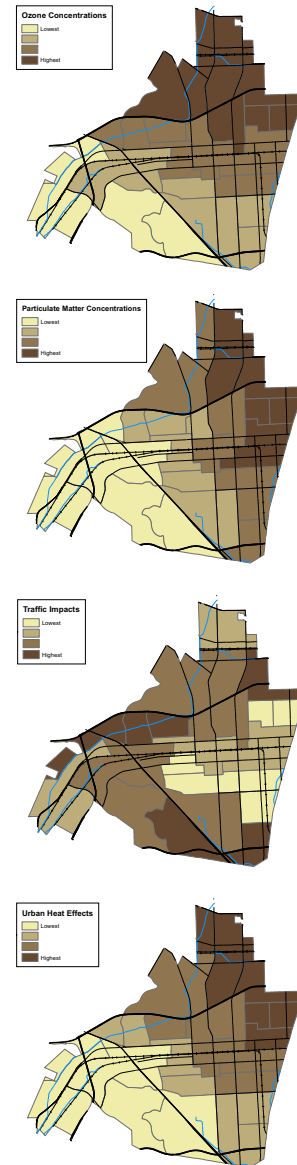 Ozone Concentrations
Lowest
Highest
Particulate Matter Concentrations
Lowest
Highest
Traffic Impacts
Lowest
Highest
Urban Heat Effects
Lowest
Highest